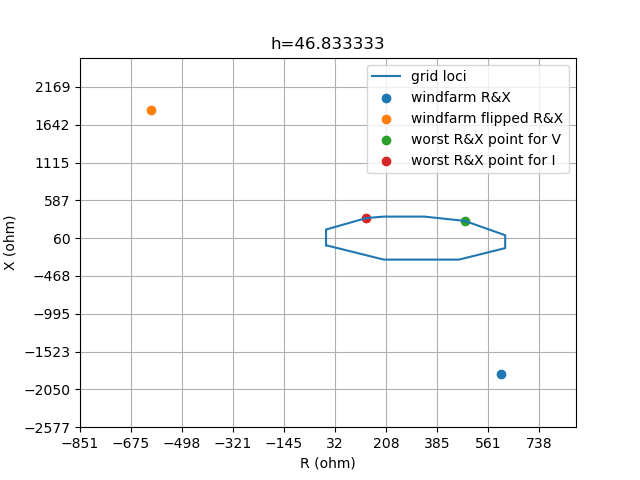 h=46.833333
grid loci
windfarm R&X
windfarm flipped R&X
worst R&X point for V
worst R&X point for I
X (ohm)
2169
1642
1115
587
60
−468
−995
−1523
−2050
−2577
−851 −675 −498 −321 −145 32 208 385 561 738
R (ohm)